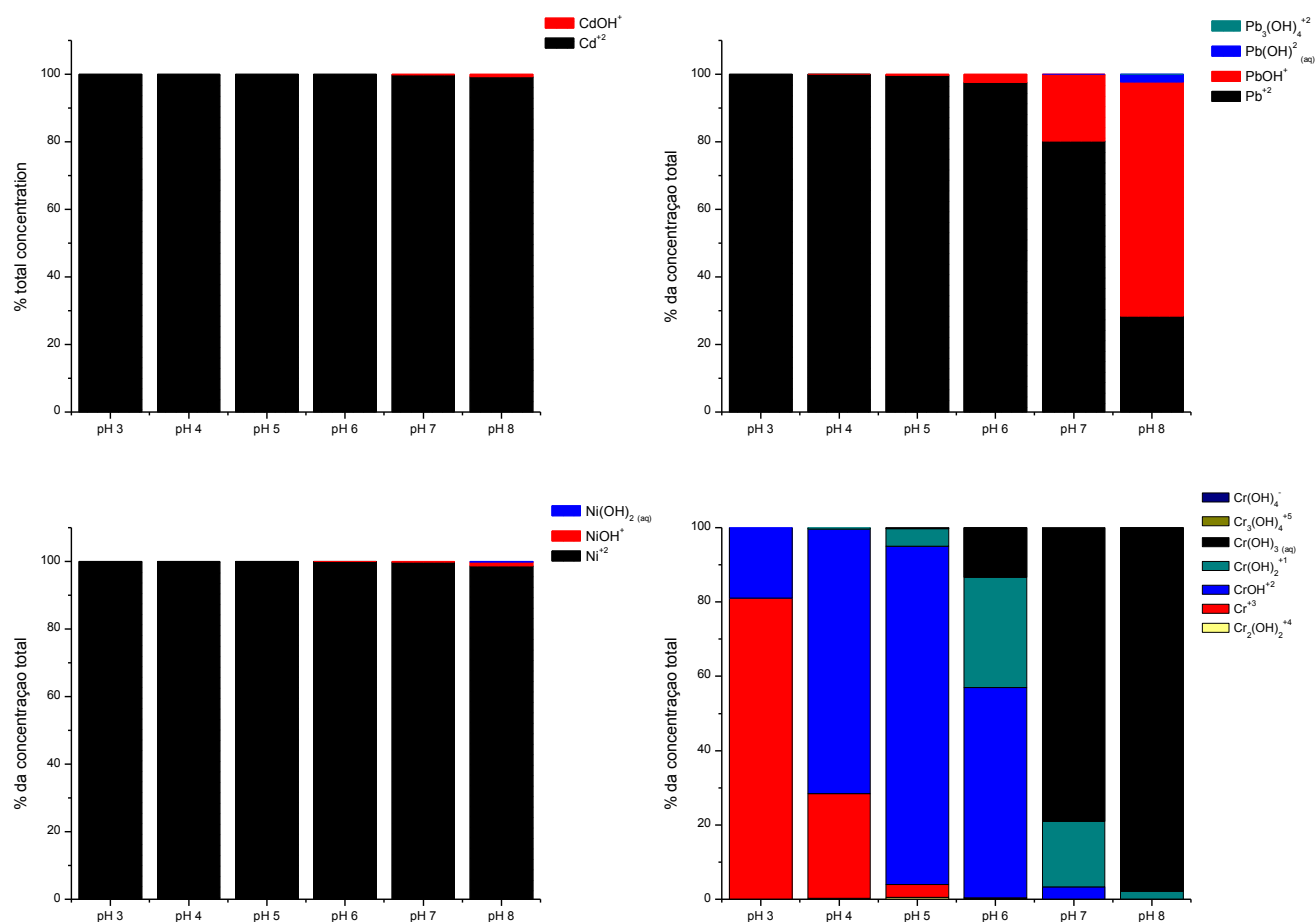 CdOH⁺
Cd⁺²
% total concentration
100
80
60
40
20
0
pH 3 pH 4 pH 5 pH 6 pH 7 pH 8
Pb₃(OH)₄⁺²
Pb(OH)² (aq)
PbOH⁺
Pb⁺²
% da concentraçao total
100
80
60
40
20
0
pH 3 pH 4 pH 5 pH 6 pH 7 pH 8
Ni(OH)₂ (aq)
NiOH⁺
Ni⁺²
% da concentraçao total
100
80
60
40
20
0
pH 3 pH 4 pH 5 pH 6 pH 7 pH 8
Cr(OH)₄⁻
Cr₃(OH)₄⁺⁵
Cr(OH)₃ (aq)
Cr(OH)₂⁺¹
CrOH⁺²
Cr⁺³
Cr₂(OH)₂⁺⁴
% da concentraçao total
100
80
60
40
20
0
pH 3 pH 4 pH 5 pH 6 pH 7 pH 8